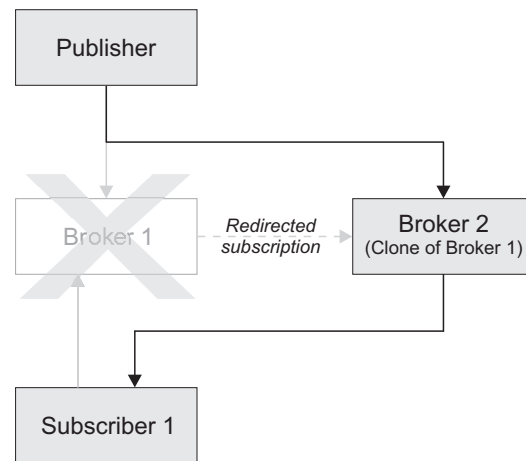 Publisher
Broker 1
Redirected
subscription
Broker 2
(Clone of Broker 1)
Subscriber 1